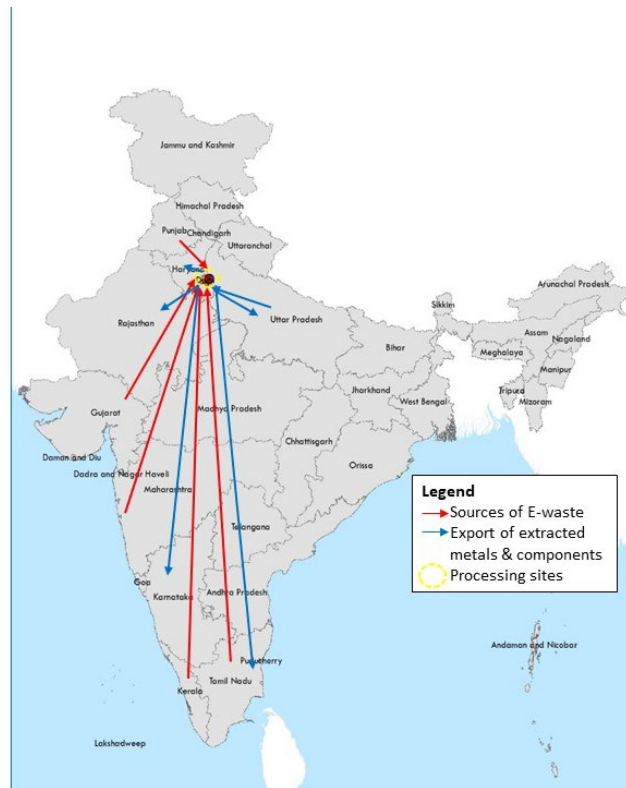 Jammu and Kashmir
Himachal Pradesh
Punjab
Chandigarh
Uttaranchal
Haryana
Arunachal Pradesh
Sikkim
Rajasthan
Uttar Pradesh
Assam
Nagaland
Bihar
Meghalaya
Manipur
Jharkhand
Tripura
Mizoram
West Bengal
Gujarat
Madhya Pradesh
Chhattisgarh
Daman and Diu
Orissa
Dadra and Nagar Haveli
Maharashtra
Legend
Sources of E-waste
Export of extracted
metals & components
Processing sites
Telangana
Goa
Karnataka
Andhra Pradesh
Andaman and Nicobar
Puducherry
Kerala
Tamil Nadu
Lakshadweep